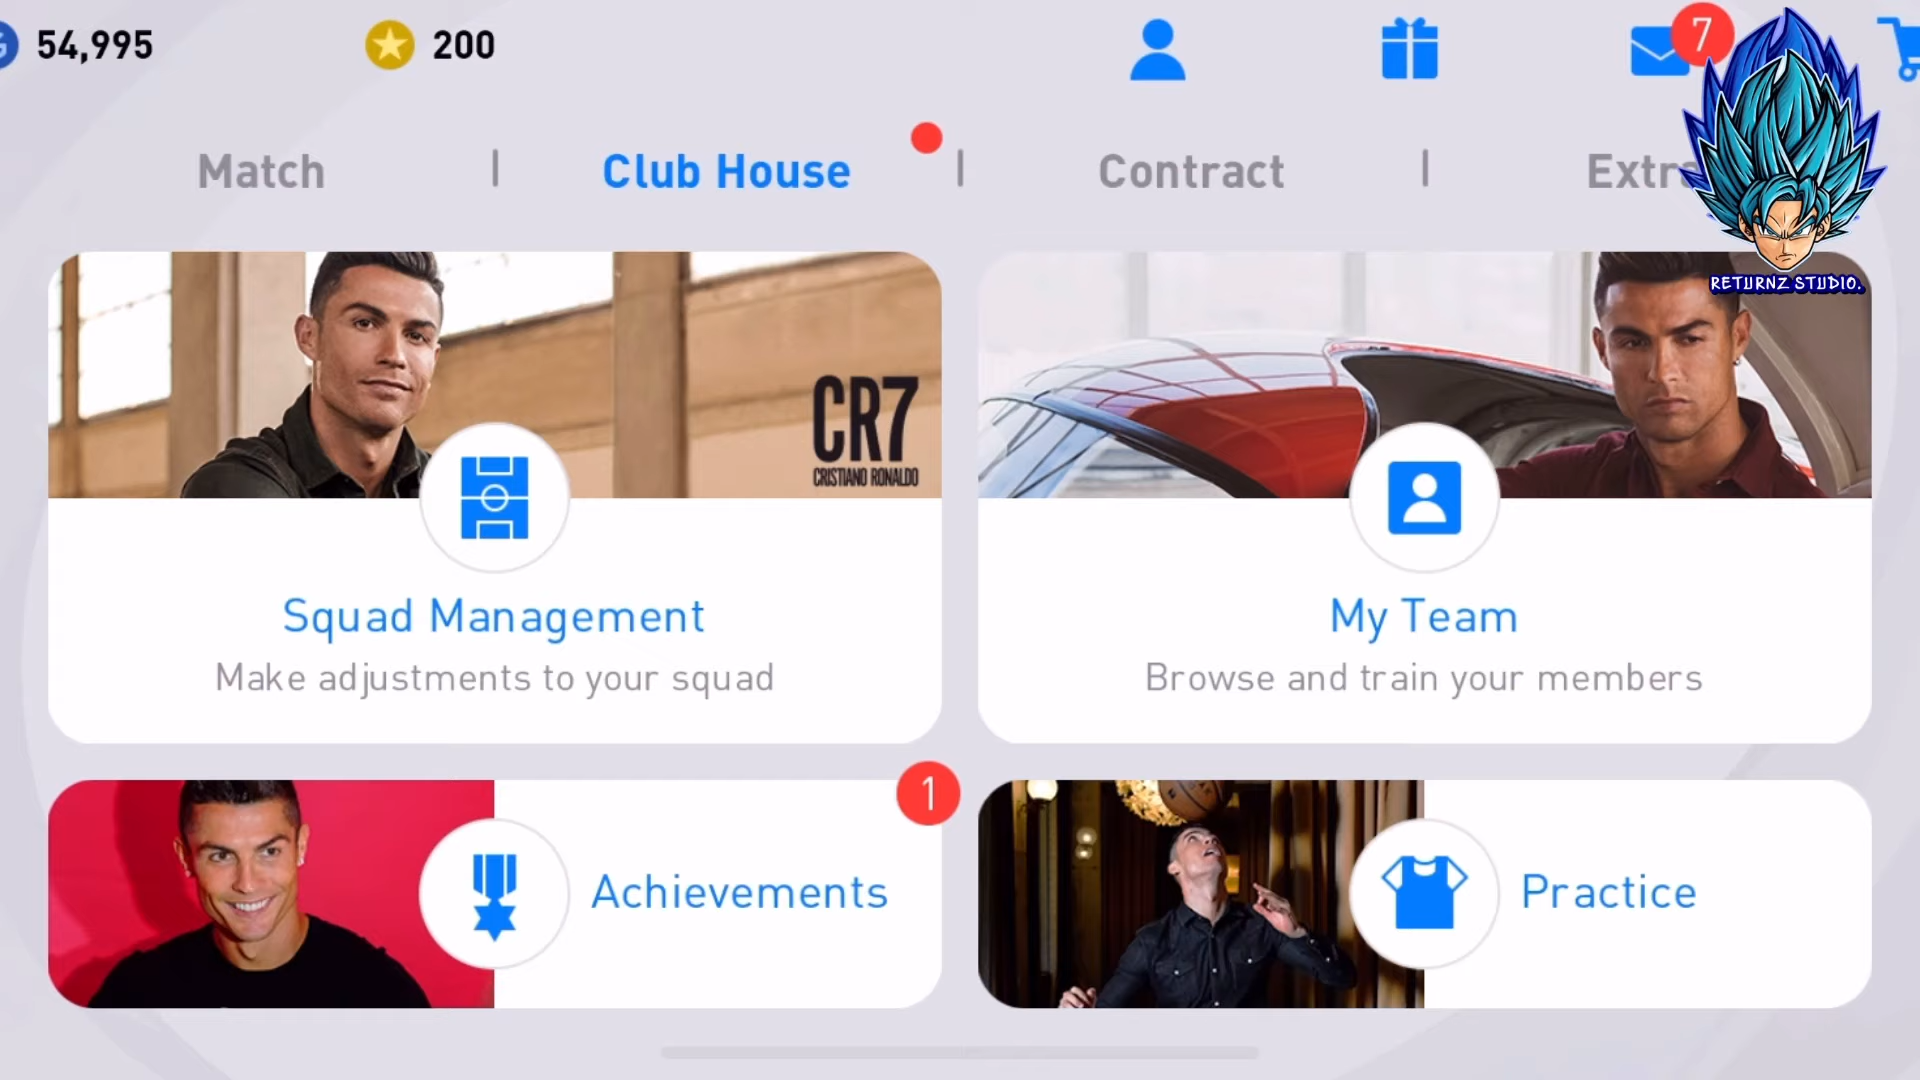 54,995
200
7
Match
Club House
Contract
Extra
RETURNZ STUDIO.
CR7
CRISTIANO RONALDO
Squad Management
Make adjustments to your squad
My Team
Browse and train your members
1
Achievements
Practice